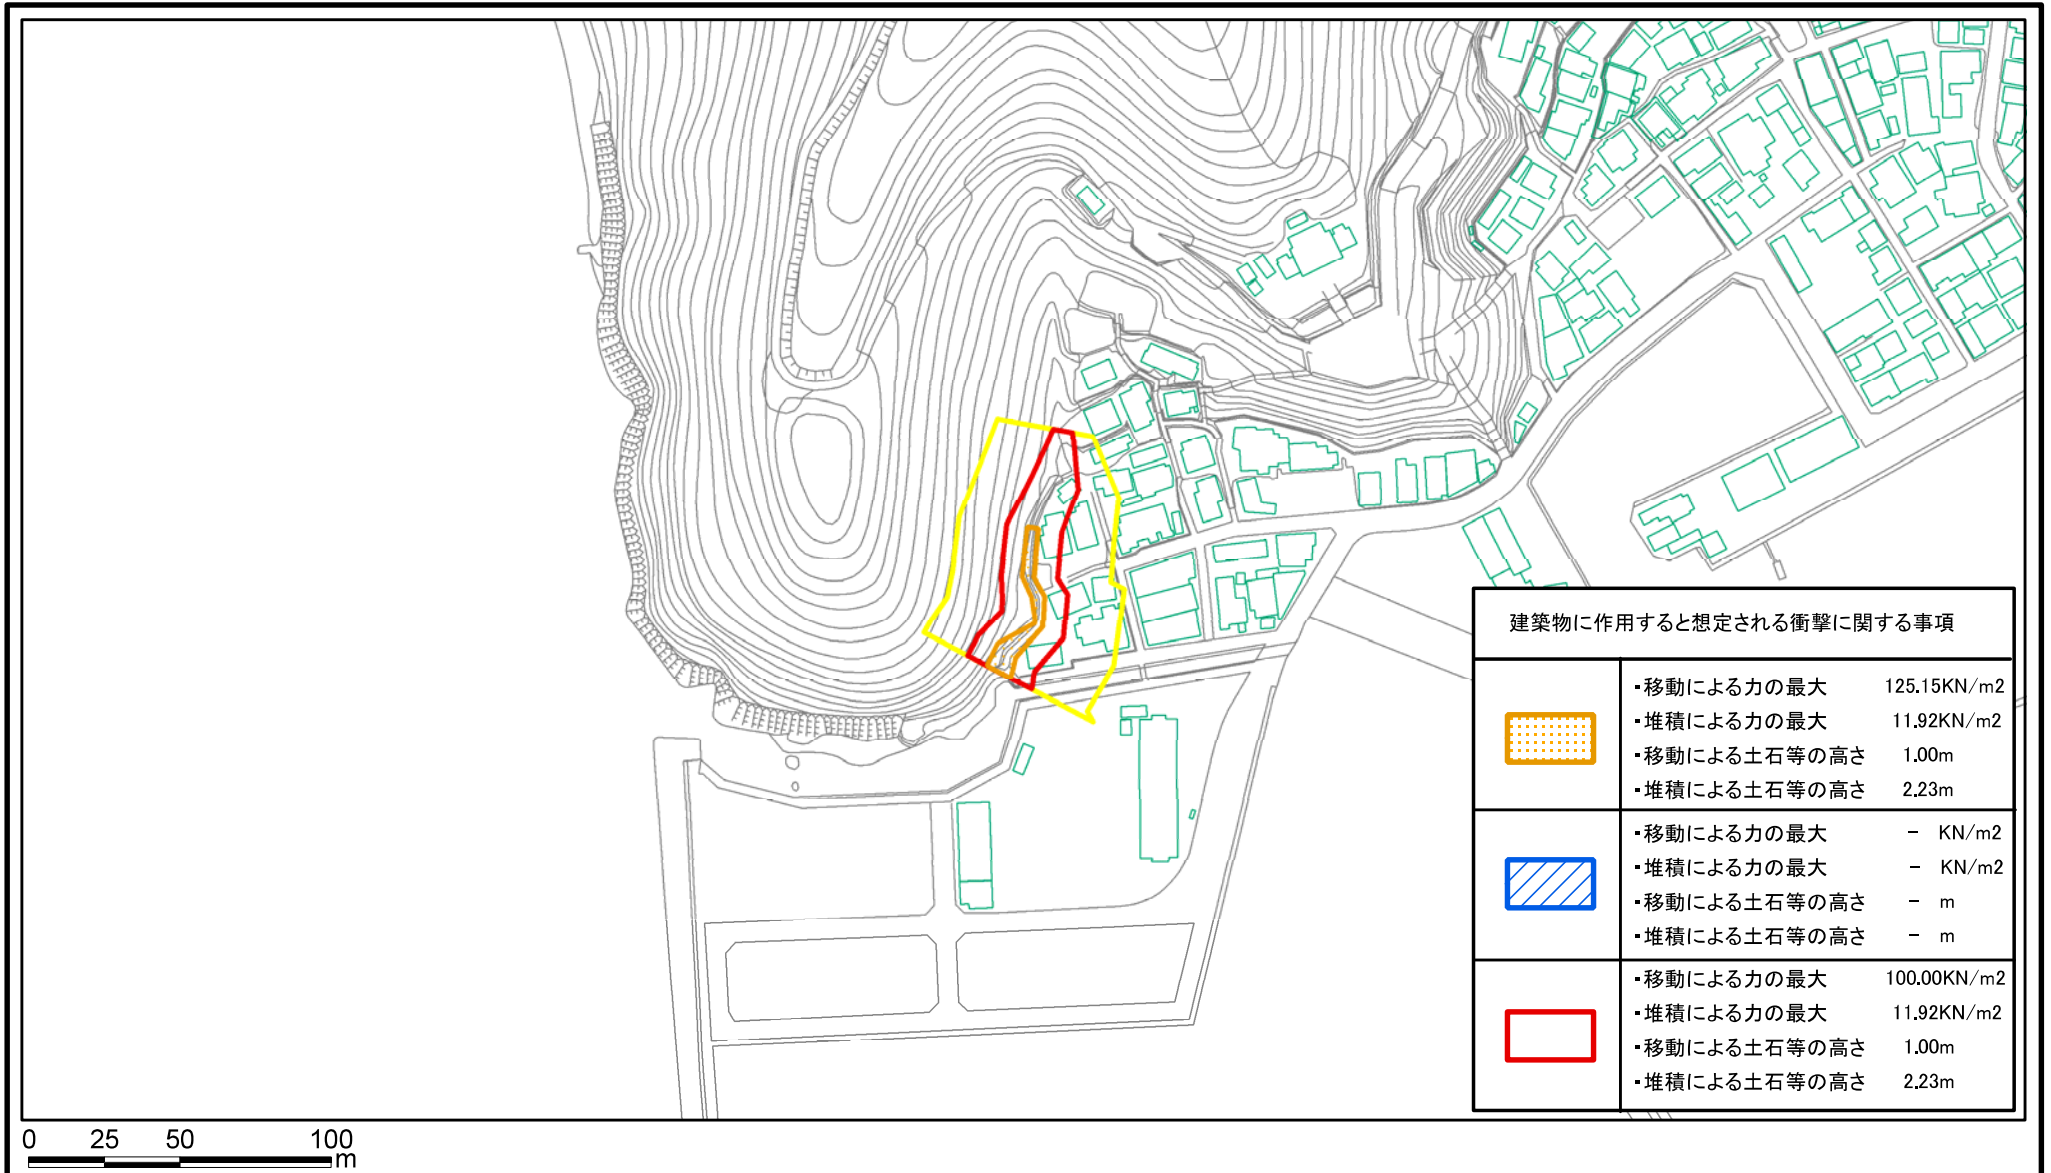 建築物に作用すると想定される衝撃に関する事項
・移動による力の最大 125.15KN/m2
・堆積による力の最大 11.92KN/m2
・移動による土石等の高さ 1.00m
・堆積による土石等の高さ 2.23m
・移動による力の最大 － KN/m2
・堆積による力の最大 － KN/m2
・移動による土石等の高さ － m
・堆積による土石等の高さ － m
・移動による力の最大 100.00KN/m2
・堆積による力の最大 11.92KN/m2
・移動による土石等の高さ 1.00m
・堆積による土石等の高さ 2.23m
0 25 50 100
m